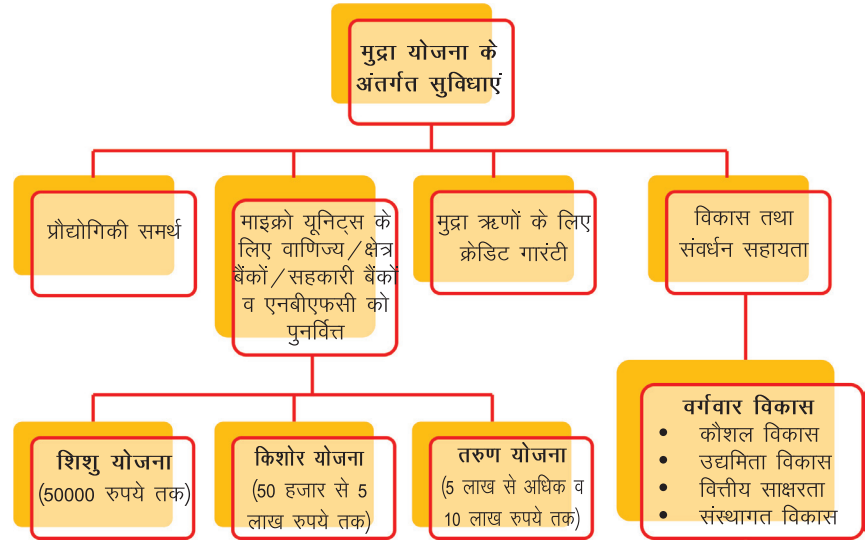 मुद्रा योजना के
अंतर्गत सुविधाएं
प्रौद्योगिकी समर्थ
माइक्रो यूनिट्स के
लिए वाणिज्य/क्षेत्र
बैंकों/सहकारी बैंकों
व एनबीएफसी को
पुनर्वित्त
मुद्रा ऋणों के लिए
क्रेडिट गारंटी
विकास तथा
संवर्धन सहायता
शिशु योजना
(50000 रुपये तक)
किशोर योजना
(50 हजार से 5
लाख रुपये तक)
तरुण योजना
(5 लाख से अधिक व
10 लाख रुपये तक)
वर्गवार विकास
• कौशल विकास
• उद्यमिता विकास
• वित्तीय साक्षरता
• संस्थागत विकास